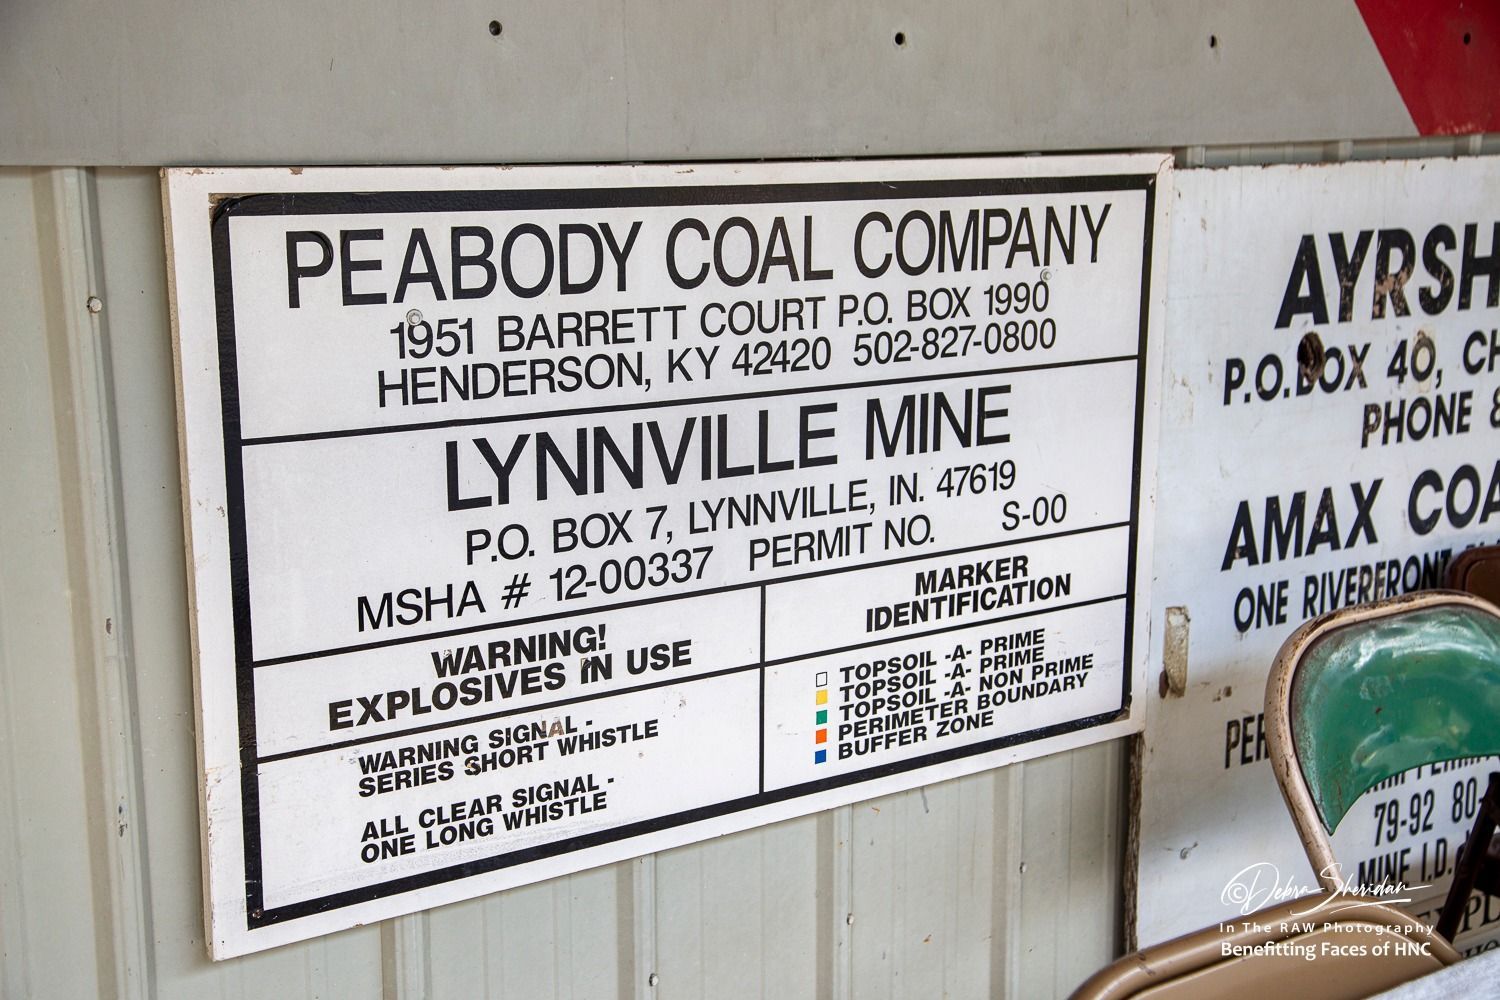 PEABODY COAL COMPANY
1951 BARRETT COURT P.O. BOX 1990
HENDERSON, KY 42420 502-827-0800
LYNNVILLE MINE
P.O. BOX 7, LYNNVILLE, IN. 47619
MSHA # 12-00337 PERMIT NO. S-00
WARNING!
EXPLOSIVES IN USE
WARNING SIGNAL -
SERIES SHORT WHISTLE
ALL CLEAR SIGNAL -
ONE LONG WHISTLE
MARKER
IDENTIFICATION
TOPSOIL -A- PRIME
TOPSOIL -A- PRIME
TOPSOIL -A- NON PRIME
PERIMETER BOUNDARY
BUFFER ZONE
AYRSH
P.O. BOX 40, CH
PHONE 8
AMAX COA
ONE RIVERFRONT
PER
79-92 80-
MINE I.D.
©Debra Sheridan
In The RAW Photography
Benefitting Faces of HNC